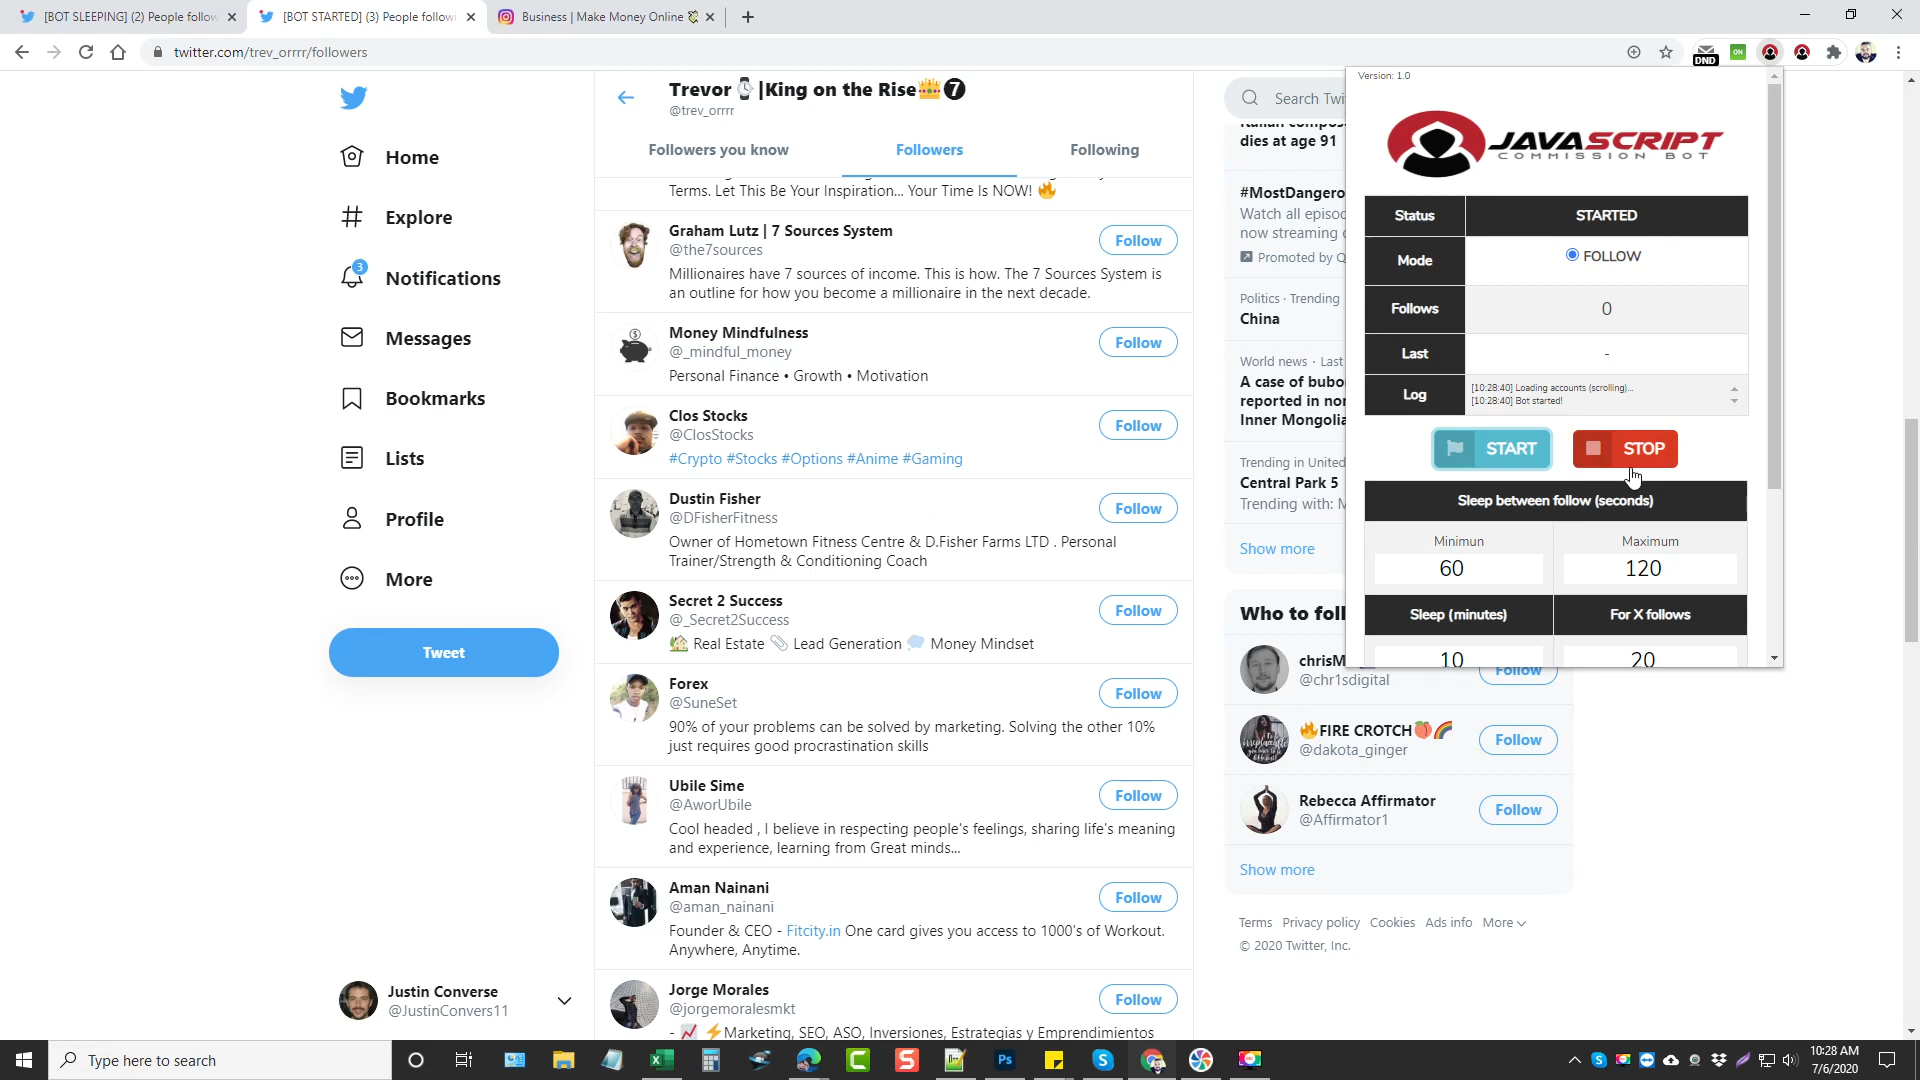 [BOT SLEEPING] (2) People follow
[BOT STARTED] (3) People followi
Business | Make Money Online
twitter.com/trev_orrrr/followers
DND
ON
Home
Explore
3
Notifications
Messages
Bookmarks
Lists
Profile
More
Tweet
Justin Converse
@JustinConvers11
Trevor ⌚|King on the Rise👑7
@trev_orrrr
Followers you know
Followers
Following
Terms. Let This Be Your Inspiration... Your Time Is NOW! 🔥
Graham Lutz | 7 Sources System
@the7sources
Follow
Millionaires have 7 sources of income. This is how. The 7 Sources System is
an outline for how you become a millionaire in the next decade.
Money Mindfulness
@_mindful_money
Follow
Personal Finance • Growth • Motivation
Clos Stocks
@ClosStocks
Follow
#Crypto #Stocks #Options #Anime #Gaming
Dustin Fisher
@DFisherFitness
Follow
Owner of Hometown Fitness Centre & D.Fisher Farms LTD . Personal
Trainer/Strength & Conditioning Coach
Secret 2 Success
@_Secret2Success
Follow
🏡 Real Estate 📎 Lead Generation 💭 Money Mindset
Forex
@SuneSet
Follow
90% of your problems can be solved by marketing. Solving the other 10%
just requires good procrastination skills
Ubile Sime
@AworUbile
Follow
Cool headed , I believe in respecting people's feelings, sharing life's meaning
and experience, learning from Great minds...
Aman Nainani
@aman_nainani
Follow
Founder & CEO - Fitcity.in One card gives you access to 1000's of Workout.
Anywhere, Anytime.
Jorge Morales
@jorgemoralesmkt
Follow
- 📈 ⚡Marketing, SEO, ASO, Inversiones, Estrategias y Emprendimientos
Search Twi
dies at age 91
#MostDangero
Watch all episo
now streaming
Promoted by Q
Politics · Trending
China
World news · Last
A case of bubo
reported in nor
Inner Mongolia
Trending in United
Central Park 5
Trending with: M
Show more
Who to foll
chrisM
@chr1sdigital
Follow
🔥FIRE CROTCH🍑🌈
@dakota_ginger
Follow
Rebecca Affirmator
@Affirmator1
Follow
Show more
Terms Privacy policy Cookies Ads info More
© 2020 Twitter, Inc.
Version: 1.0
JAVASCRIPT
COMMISSION BOT
Status STARTED
Mode FOLLOW
Follows 0
Last -
Log
[10:28:40] Loading accounts (scrolling)...
[10:28:40] Bot started!
START STOP
Sleep between follow (seconds)
Minimun Maximum
60 120
Sleep (minutes) For X follows
10 20
Type here to search
10:28 AM
7/6/2020